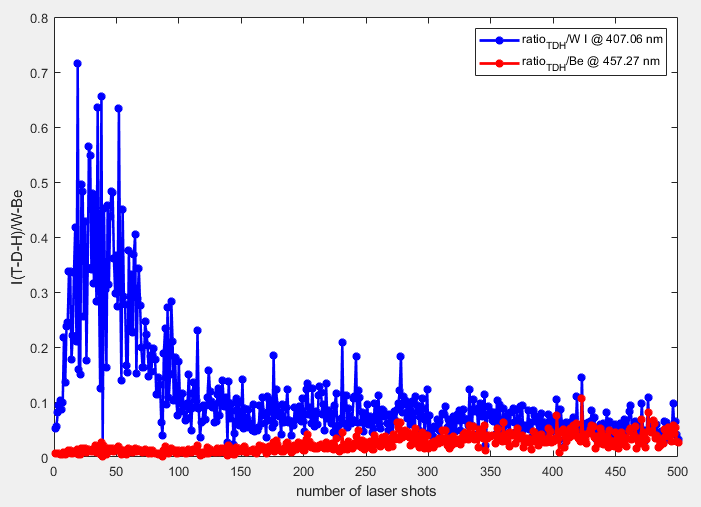 0.8
0.7
0.6
0.5
0.4
0.3
0.2
0.1
0
I(T-D-H)/W-Be
ratioTDH/W I @ 407.06 nm
ratioTDH/Be @ 457.27 nm
0 50 100 150 200 250 300 350 400 450 500
number of laser shots